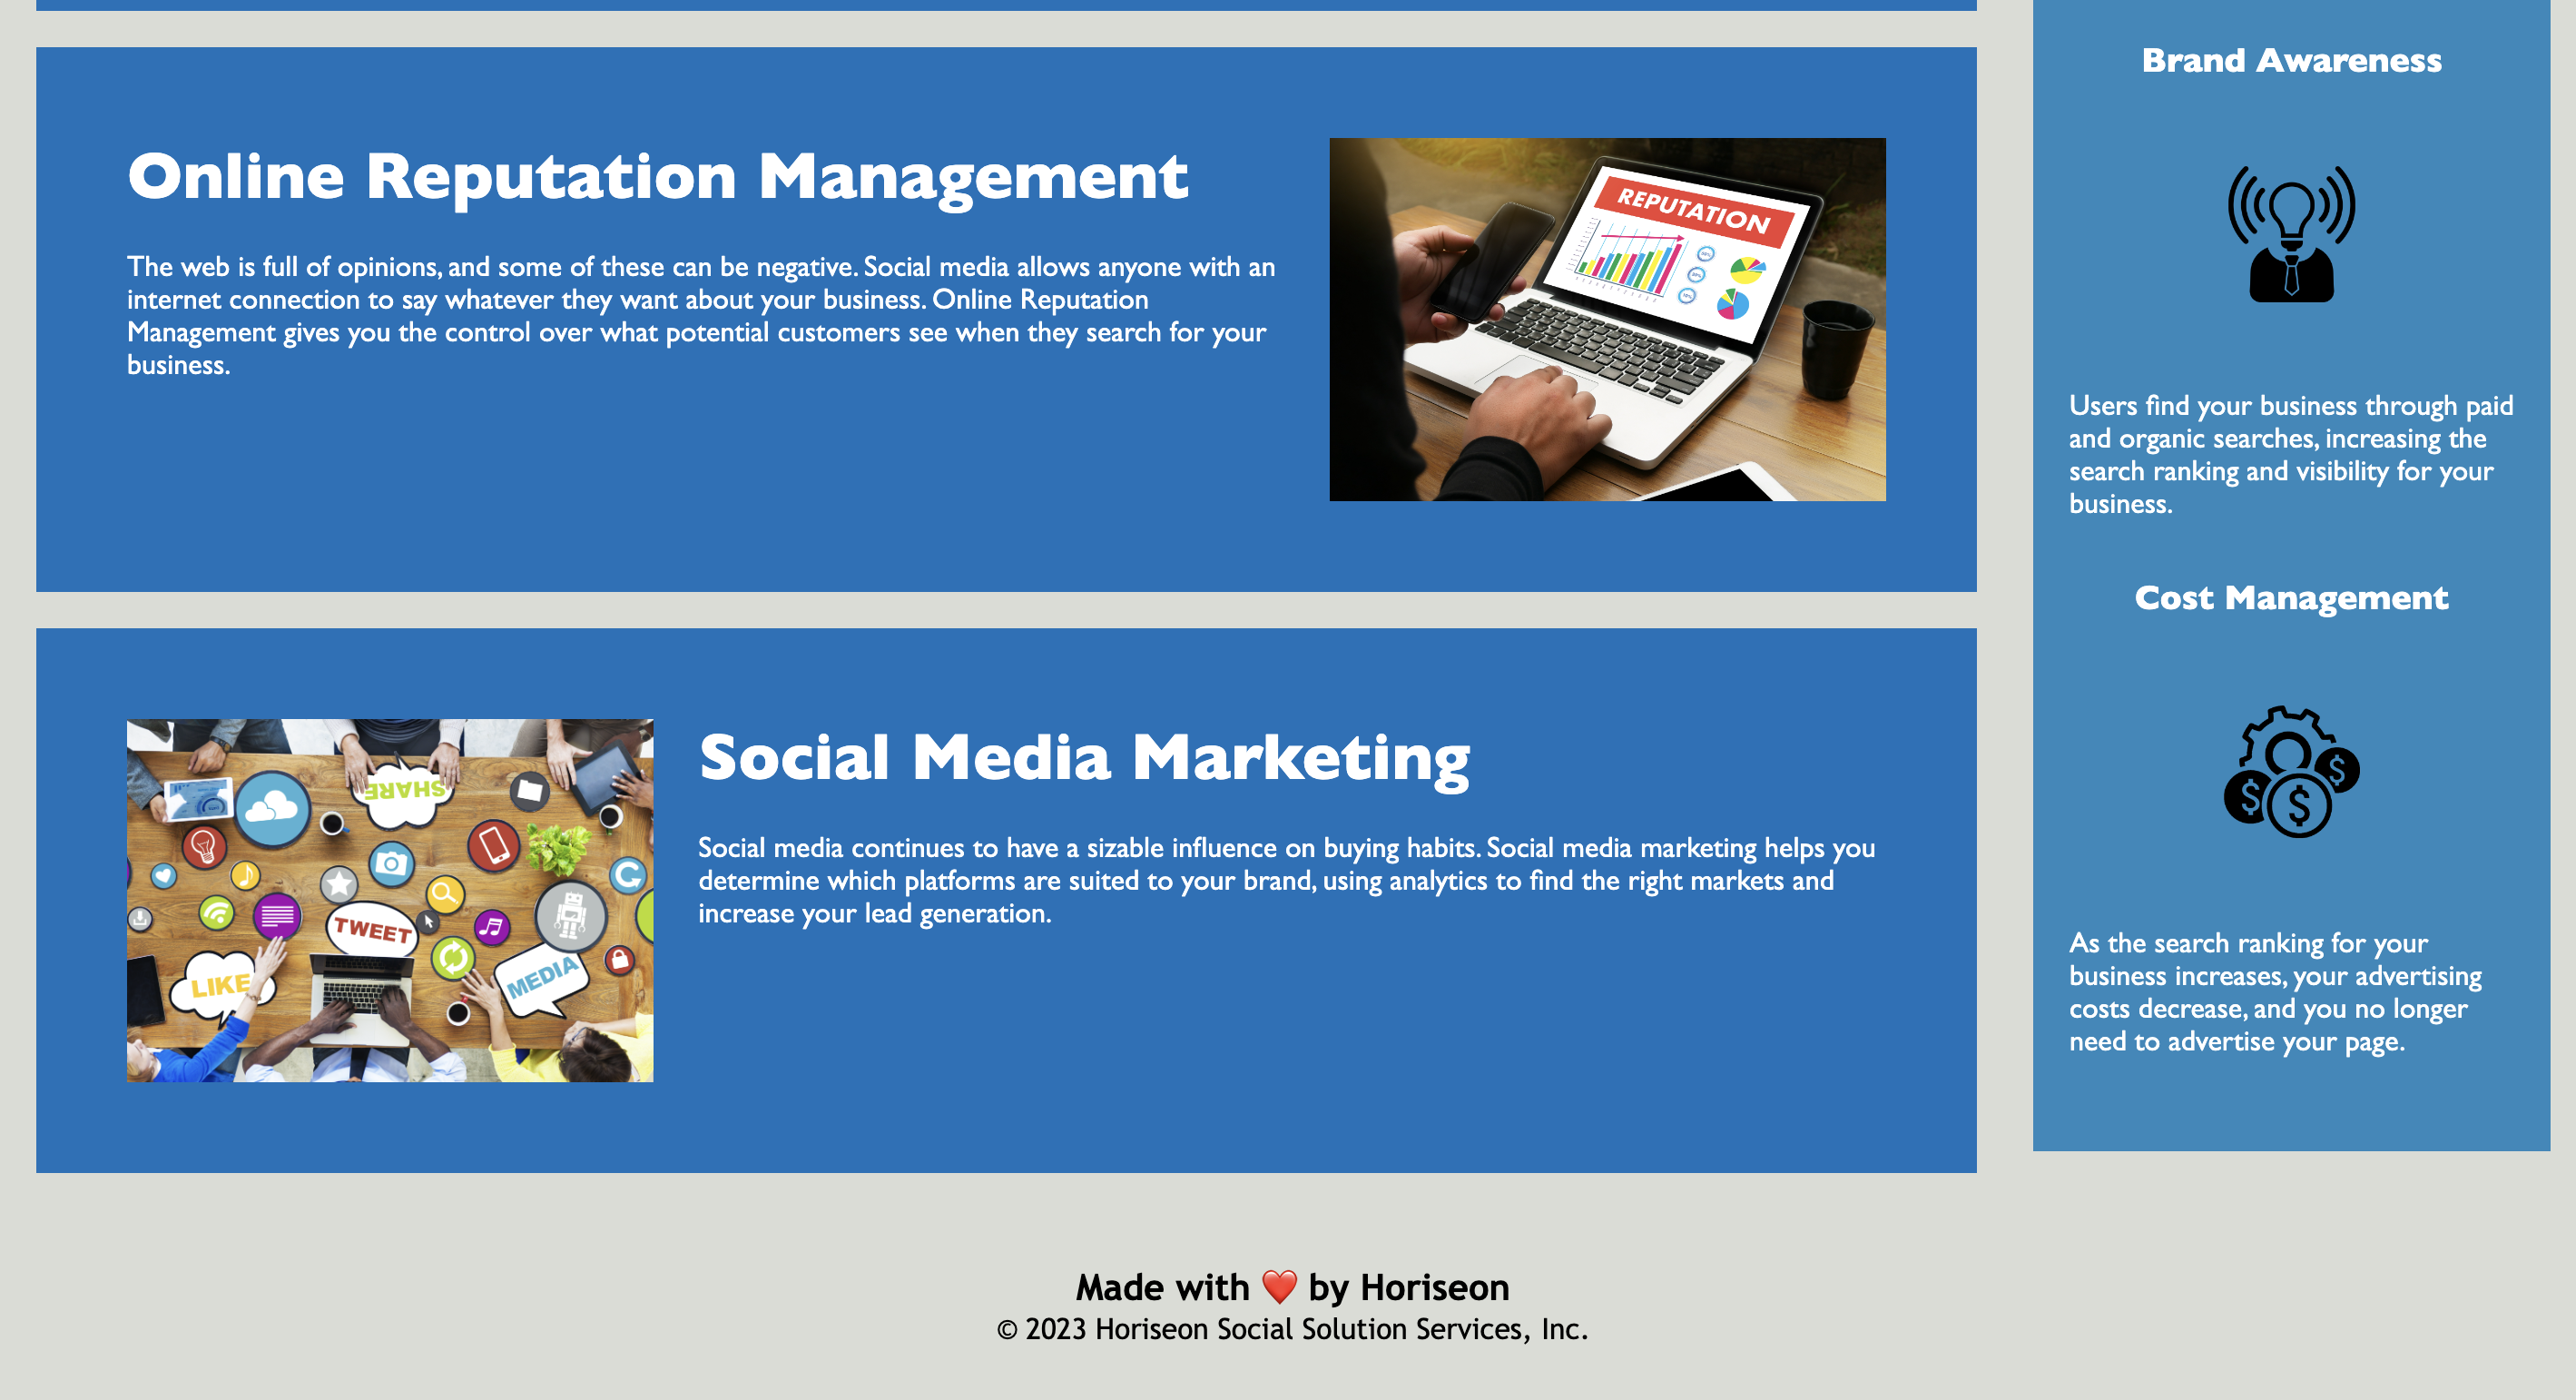 Online Reputation Management
The web is full of opinions, and some of these can be negative. Social media allows anyone with an
internet connection to say whatever they want about your business. Online Reputation
Management gives you the control over what potential customers see when they search for your
business.
REPUTATION
SHARE
TWEET
LIKE
MEDIA
Social Media Marketing
Social media continues to have a sizable influence on buying habits. Social media marketing helps you
determine which platforms are suited to your brand, using analytics to find the right markets and
increase your lead generation.
Brand Awareness
Users find your business through paid
and organic searches, increasing the
search ranking and visibility for your
business.
Cost Management
$ $ $
As the search ranking for your
business increases, your advertising
costs decrease, and you no longer
need to advertise your page.
Made with ❤️ by Horiseon
© 2023 Horiseon Social Solution Services, Inc.